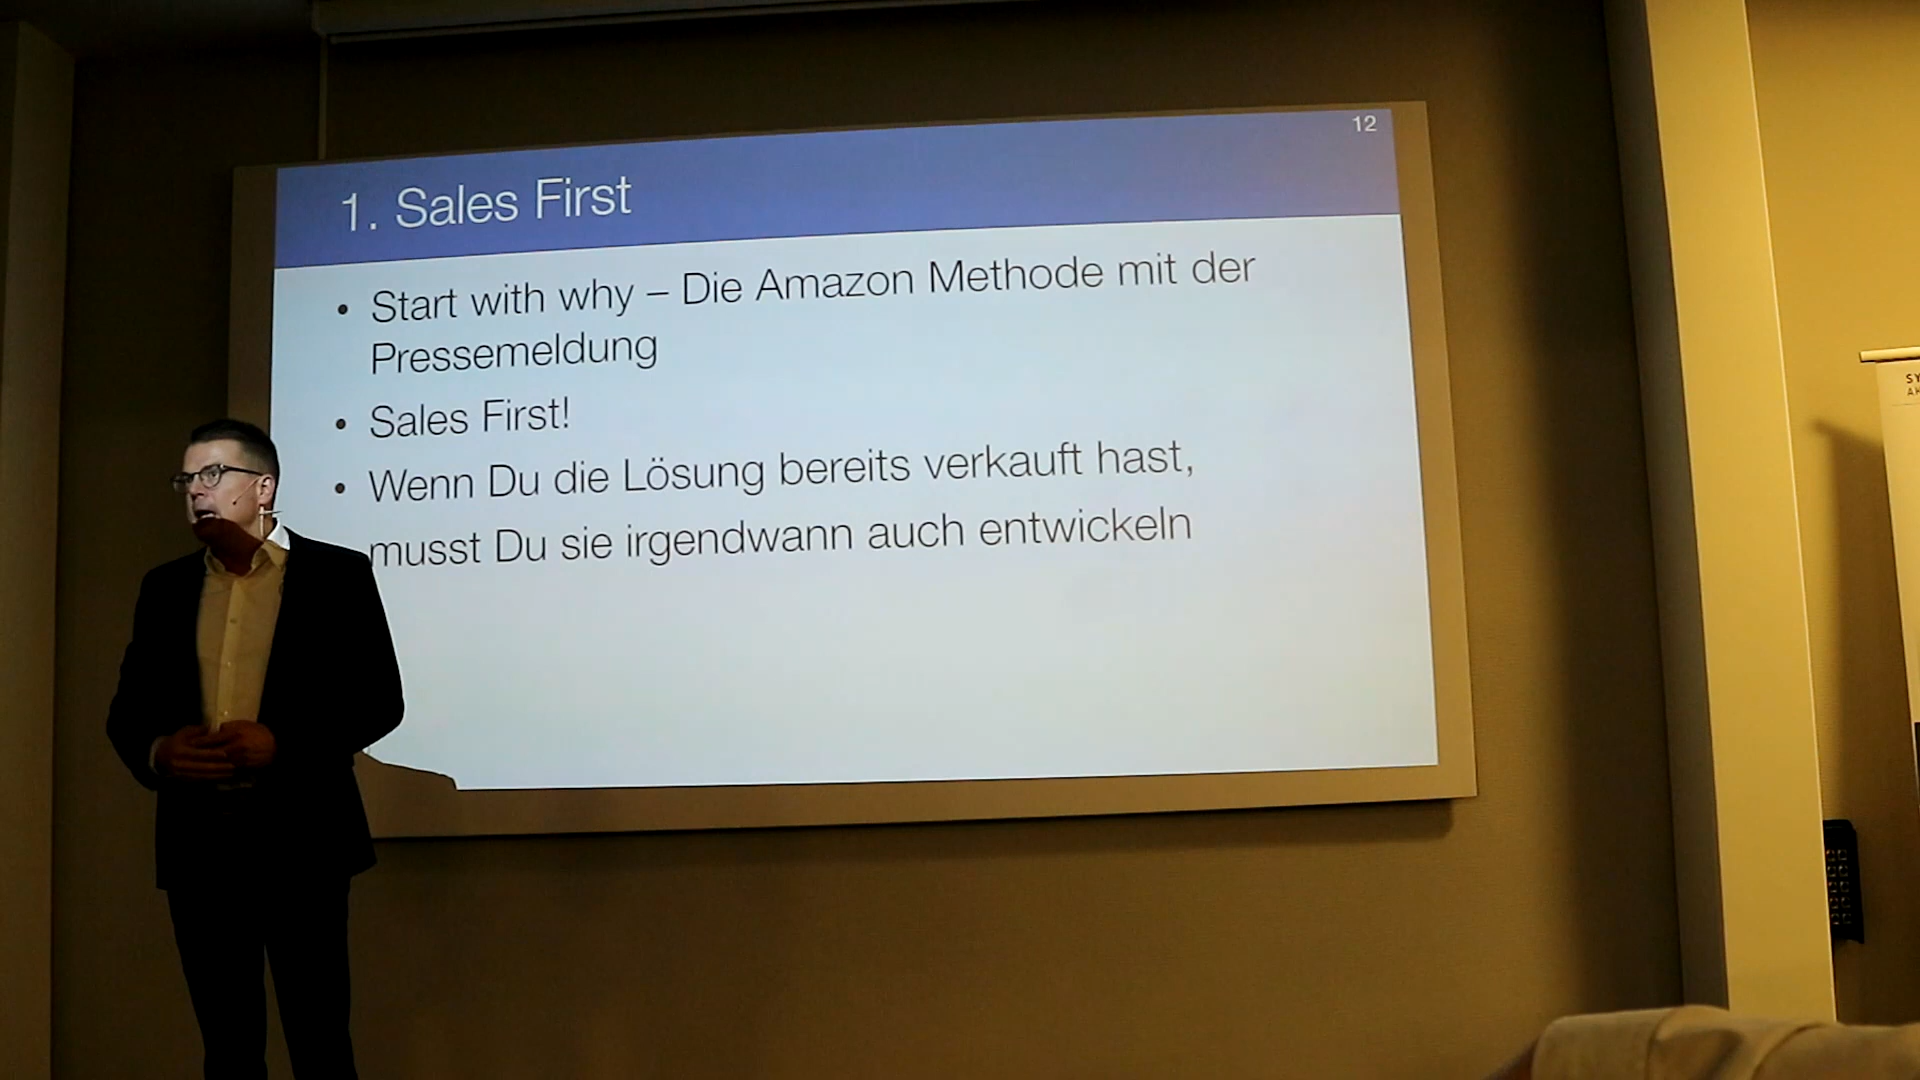 12
1. Sales First
• Start with why – Die Amazon Methode mit der
Pressemeldung
• Sales First!
• Wenn Du die Lösung bereits verkauft hast,
musst Du sie irgendwann auch entwickeln